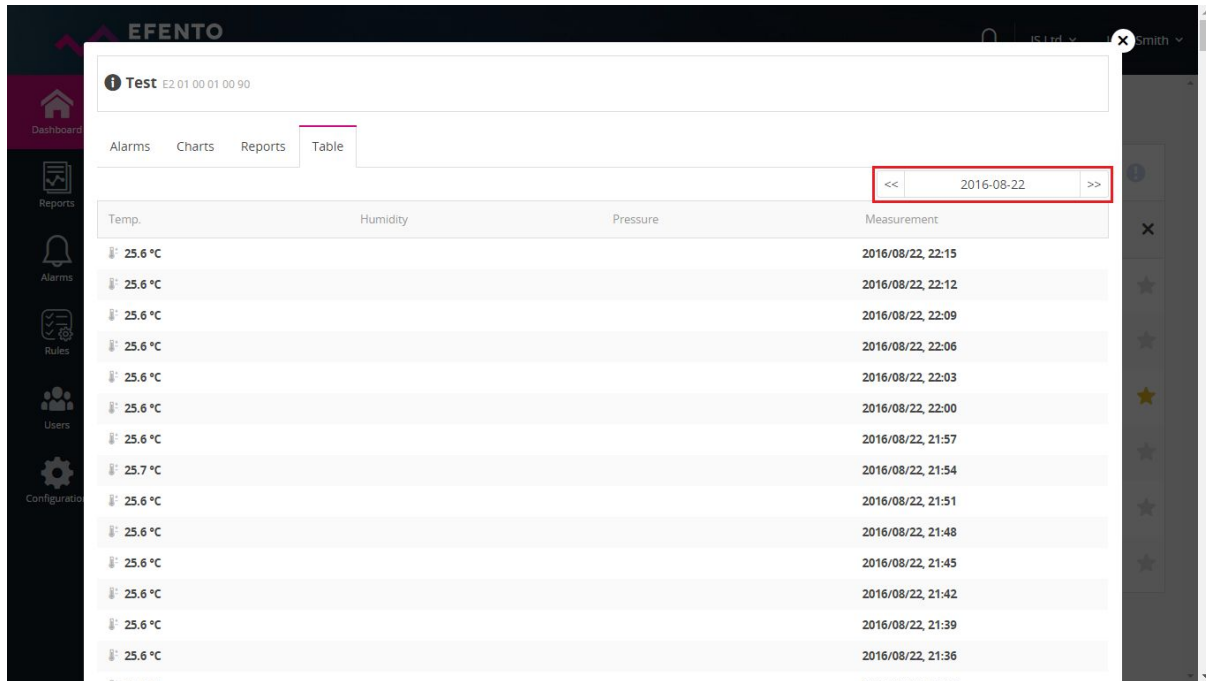 EFENTO
JS Ltd Smith
Test E2 01 00 01 00 90
Dashboard
Alarms Charts Reports Table
<< 2016-08-22 >>
Reports
Temp. Humidity Pressure Measurement
25.6 °C 2016/08/22, 22:15
Alarms
25.6 °C 2016/08/22, 22:12
25.6 °C 2016/08/22, 22:09
Rules
25.6 °C 2016/08/22, 22:06
25.6 °C 2016/08/22, 22:03
25.6 °C 2016/08/22, 22:00
Users
25.6 °C 2016/08/22, 21:57
25.7 °C 2016/08/22, 21:54
Configuration
25.6 °C 2016/08/22, 21:51
25.6 °C 2016/08/22, 21:48
25.6 °C 2016/08/22, 21:45
25.6 °C 2016/08/22, 21:42
25.6 °C 2016/08/22, 21:39
25.6 °C 2016/08/22, 21:36